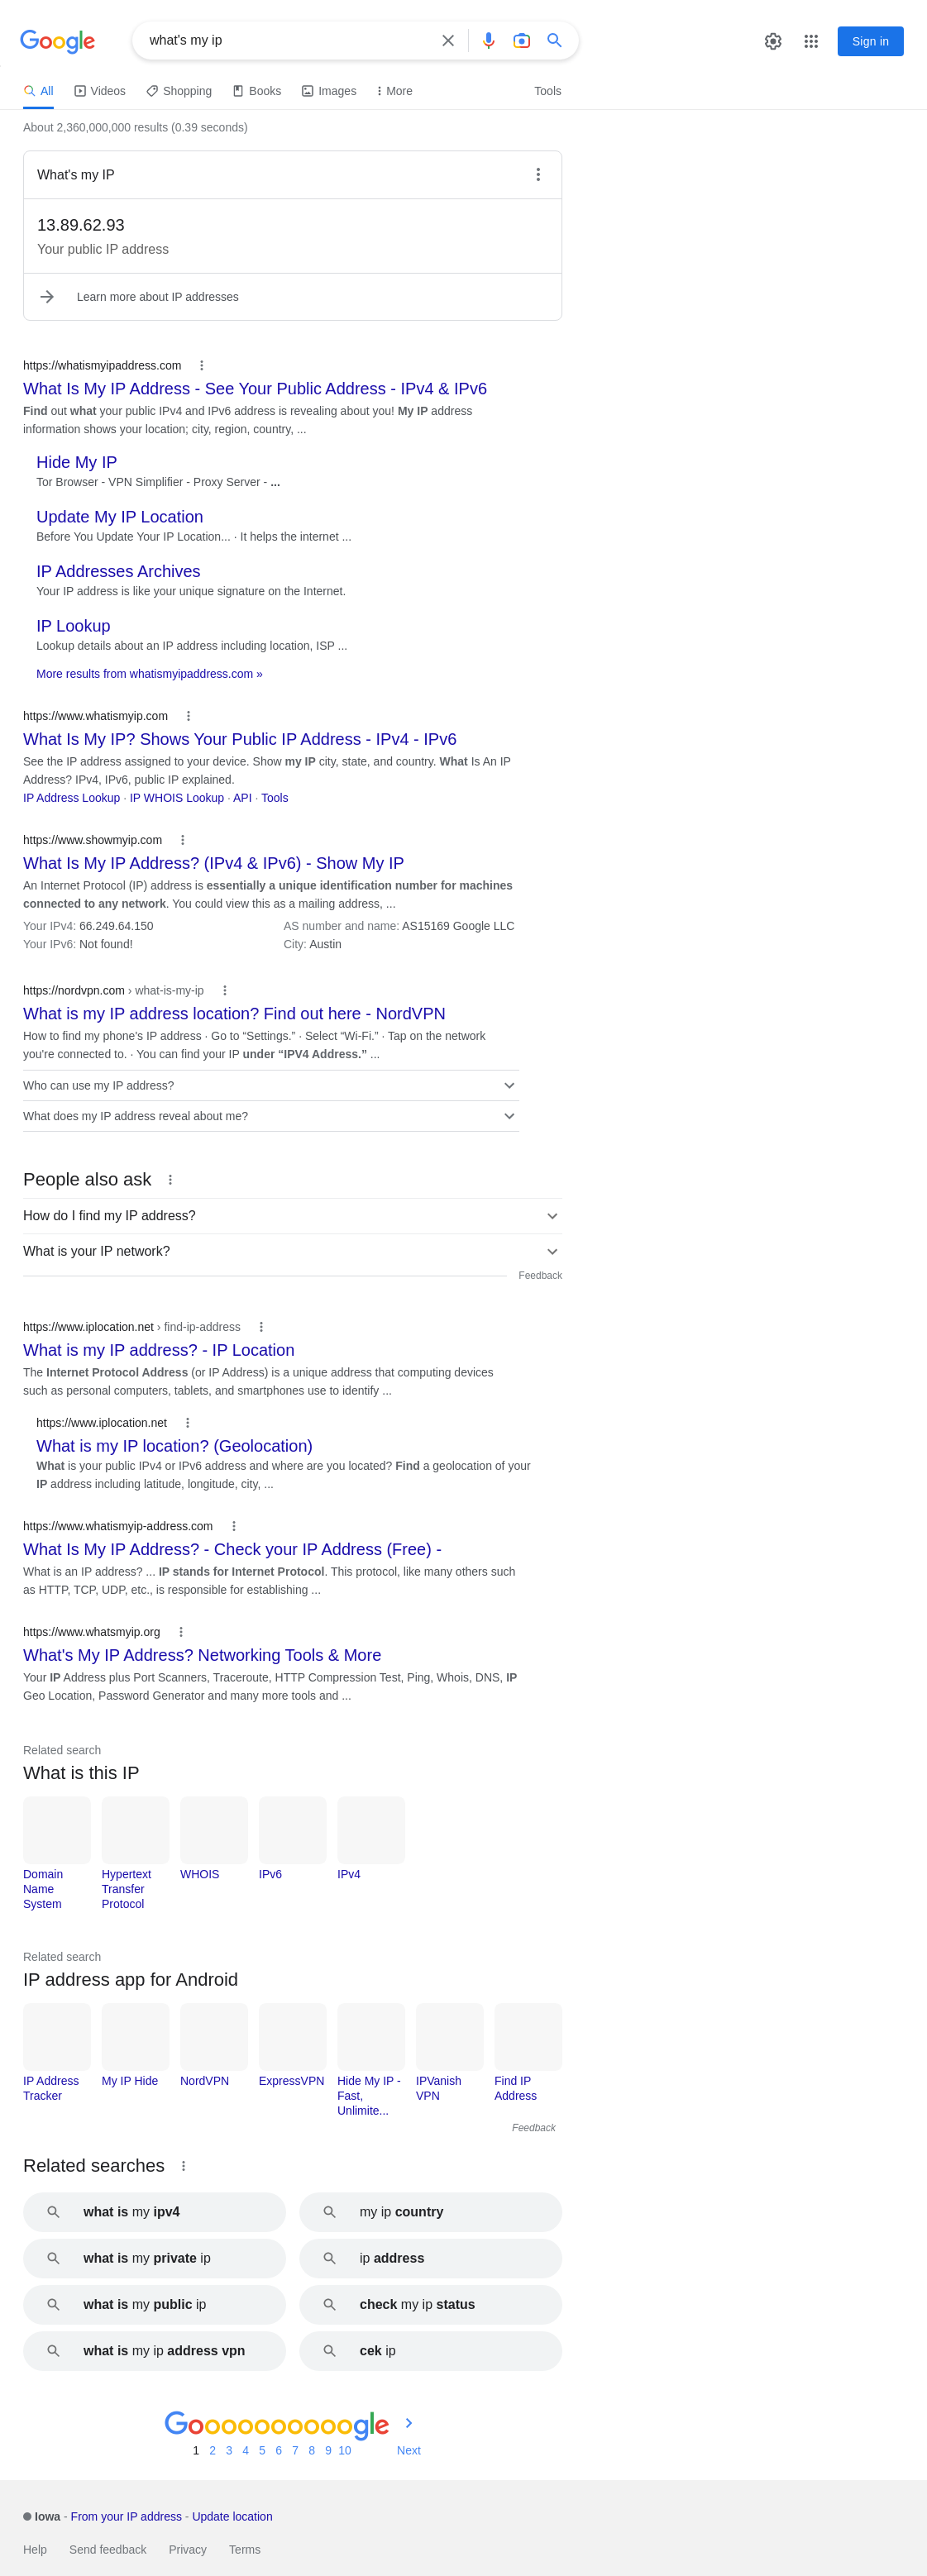 Google
what's my ip
Sign in
All
Videos
Shopping
Books
Images
More
Tools
About 2,360,000,000 results (0.39 seconds)
What's my IP
13.89.62.93
Your public IP address
Learn more about IP addresses
https://whatismyipaddress.com
What Is My IP Address - See Your Public Address - IPv4 & IPv6
Find out what your public IPv4 and IPv6 address is revealing about you! My IP address
information shows your location; city, region, country, ...
Hide My IP
Tor Browser - VPN Simplifier - Proxy Server - ...
Update My IP Location
Before You Update Your IP Location... · It helps the internet ...
IP Addresses Archives
Your IP address is like your unique signature on the Internet.
IP Lookup
Lookup details about an IP address including location, ISP ...
More results from whatismyipaddress.com »
https://www.whatismyip.com
What Is My IP? Shows Your Public IP Address - IPv4 - IPv6
See the IP address assigned to your device. Show my IP city, state, and country. What Is An IP
Address? IPv4, IPv6, public IP explained.
IP Address Lookup · IP WHOIS Lookup · API · Tools
https://www.showmyip.com
What Is My IP Address? (IPv4 & IPv6) - Show My IP
An Internet Protocol (IP) address is essentially a unique identification number for machines
connected to any network. You could view this as a mailing address, ...
Your IPv4: 66.249.64.150
AS number and name: AS15169 Google LLC
Your IPv6: Not found!
City: Austin
https://nordvpn.com › what-is-my-ip
What is my IP address location? Find out here - NordVPN
How to find my phone's IP address · Go to “Settings.” · Select “Wi-Fi.” · Tap on the network
you're connected to. · You can find your IP under “IPV4 Address.” ...
Who can use my IP address?
What does my IP address reveal about me?
People also ask
How do I find my IP address?
What is your IP network?
Feedback
https://www.iplocation.net › find-ip-address
What is my IP address? - IP Location
The Internet Protocol Address (or IP Address) is a unique address that computing devices
such as personal computers, tablets, and smartphones use to identify ...
https://www.iplocation.net
What is my IP location? (Geolocation)
What is your public IPv4 or IPv6 address and where are you located? Find a geolocation of your
IP address including latitude, longitude, city, ...
https://www.whatismyip-address.com
What Is My IP Address? - Check your IP Address (Free) -
What is an IP address? ... IP stands for Internet Protocol. This protocol, like many others such
as HTTP, TCP, UDP, etc., is responsible for establishing ...
https://www.whatsmyip.org
What's My IP Address? Networking Tools & More
Your IP Address plus Port Scanners, Traceroute, HTTP Compression Test, Ping, Whois, DNS, IP
Geo Location, Password Generator and many more tools and ...
Related search
What is this IP
Domain
Name
System
Hypertext
Transfer
Protocol
WHOIS
IPv6
IPv4
Related search
IP address app for Android
IP Address
Tracker
My IP Hide
NordVPN
ExpressVPN
Hide My IP -
Fast,
Unlimite...
IPVanish
VPN
Find IP
Address
Feedback
Related searches
what is my ipv4
my ip country
what is my private ip
ip address
what is my public ip
check my ip status
what is my ip address vpn
cek ip
Goooooooooogle
1 2 3 4 5 6 7 8 9 10 Next
Iowa - From your IP address - Update location
Help Send feedback Privacy Terms